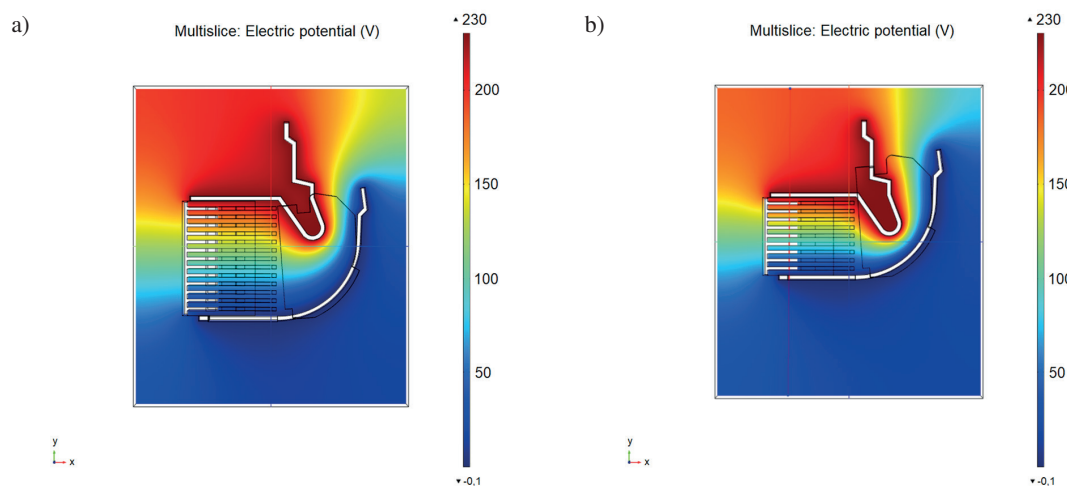 a)
Multislice: Electric potential (V)
▲ 230
200
150
100
50
▼ -0,1
y
x
b)
Multislice: Electric potential (V)
▲ 230
200
150
100
50
▼ -0,1
y
x